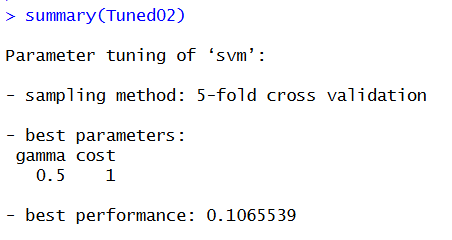 > summary(Tuned02)
Parameter tuning of ‘svm’:
- sampling method: 5-fold cross validation
- best parameters:
gamma cost
0.5 1
- best performance: 0.1065539